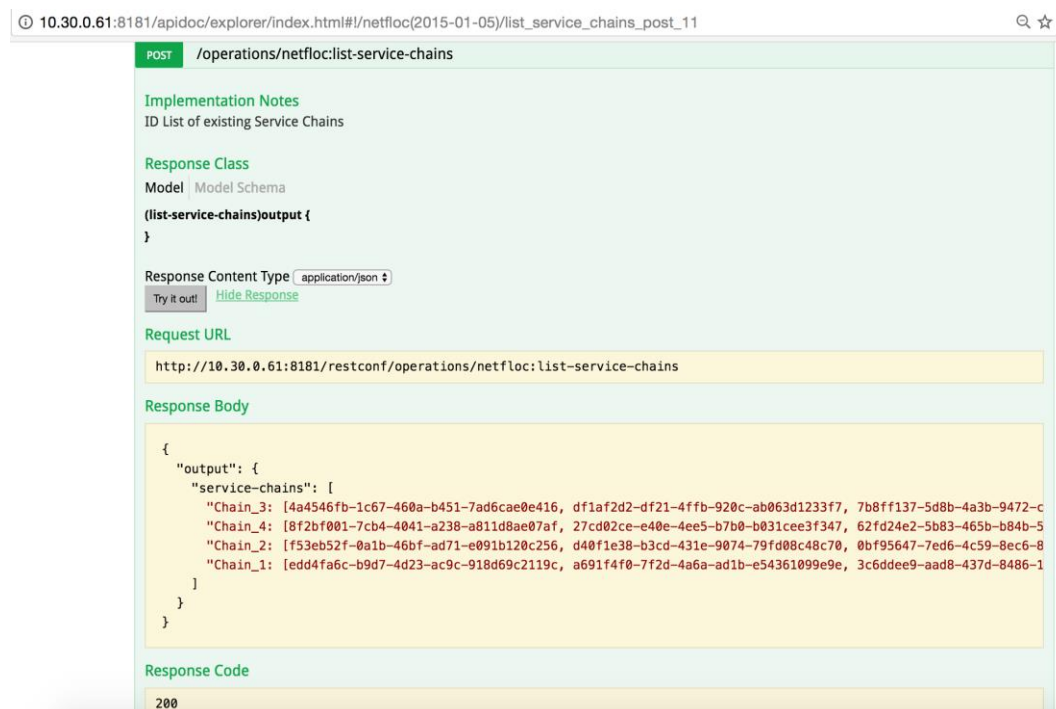 10.30.0.61:8181/apidoc/explorer/index.html#!/netfloc(2015-01-05)/list_service_chains_post_11
POST /operations/netfloc:list-service-chains
Implementation Notes
ID List of existing Service Chains
Response Class
Model Model Schema
(list-service-chains)output {
}
Response Content Type application/json
Try it out! Hide Response
Request URL
http://10.30.0.61:8181/restconf/operations/netfloc:list-service-chains
Response Body
{
"output": {
"service-chains": [
"Chain_3: [4a4546fb-1c67-460a-b451-7ad6cae0e416, df1af2d2-df21-4ffb-920c-ab063d1233f7, 7b8ff137-5d8b-4a3b-9472-c
"Chain_4: [8f2bf001-7cb4-4041-a238-a811d8ae07af, 27cd02ce-e40e-4ee5-b7b0-b031cee3f347, 62fd24e2-5b83-465b-b84b-5
"Chain_2: [f53eb52f-0a1b-46bf-ad71-e091b120c256, d40f1e38-b3cd-431e-9074-79fd08c48c70, 0bf95647-7ed6-4c59-8ec6-8
"Chain_1: [edd4fa6c-b9d7-4d23-ac9c-918d69c2119c, a691f4f0-7f2d-4a6a-ad1b-e54361099e9e, 3c6ddee9-aad8-437d-8486-1
]
}
}
Response Code
200